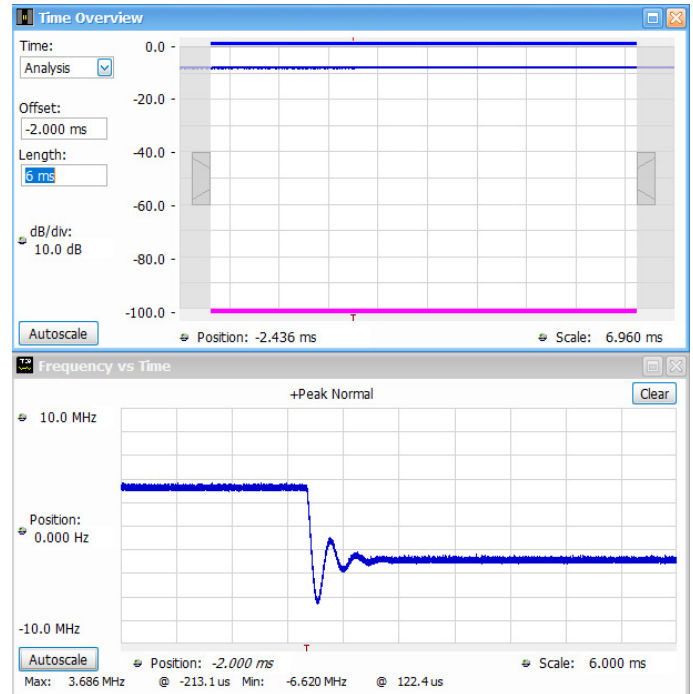 Time Overview
Time:
Analysis
Offset:
-2.000 ms
Length:
6 ms
dB/div:
10.0 dB
Autoscale
0.0 -
-20.0 -
-40.0 -
-60.0 -
-80.0 -
-100.0 -
T
Position: -2.436 ms
Scale: 6.960 ms
Frequency vs Time
+Peak Normal
Clear
10.0 MHz
Position:
0.000 Hz
-10.0 MHz
T
Autoscale
Position: -2.000 ms
Scale: 6.000 ms
Max: 3.686 MHz @ -213.1 us Min: -6.620 MHz @ 122.4 us